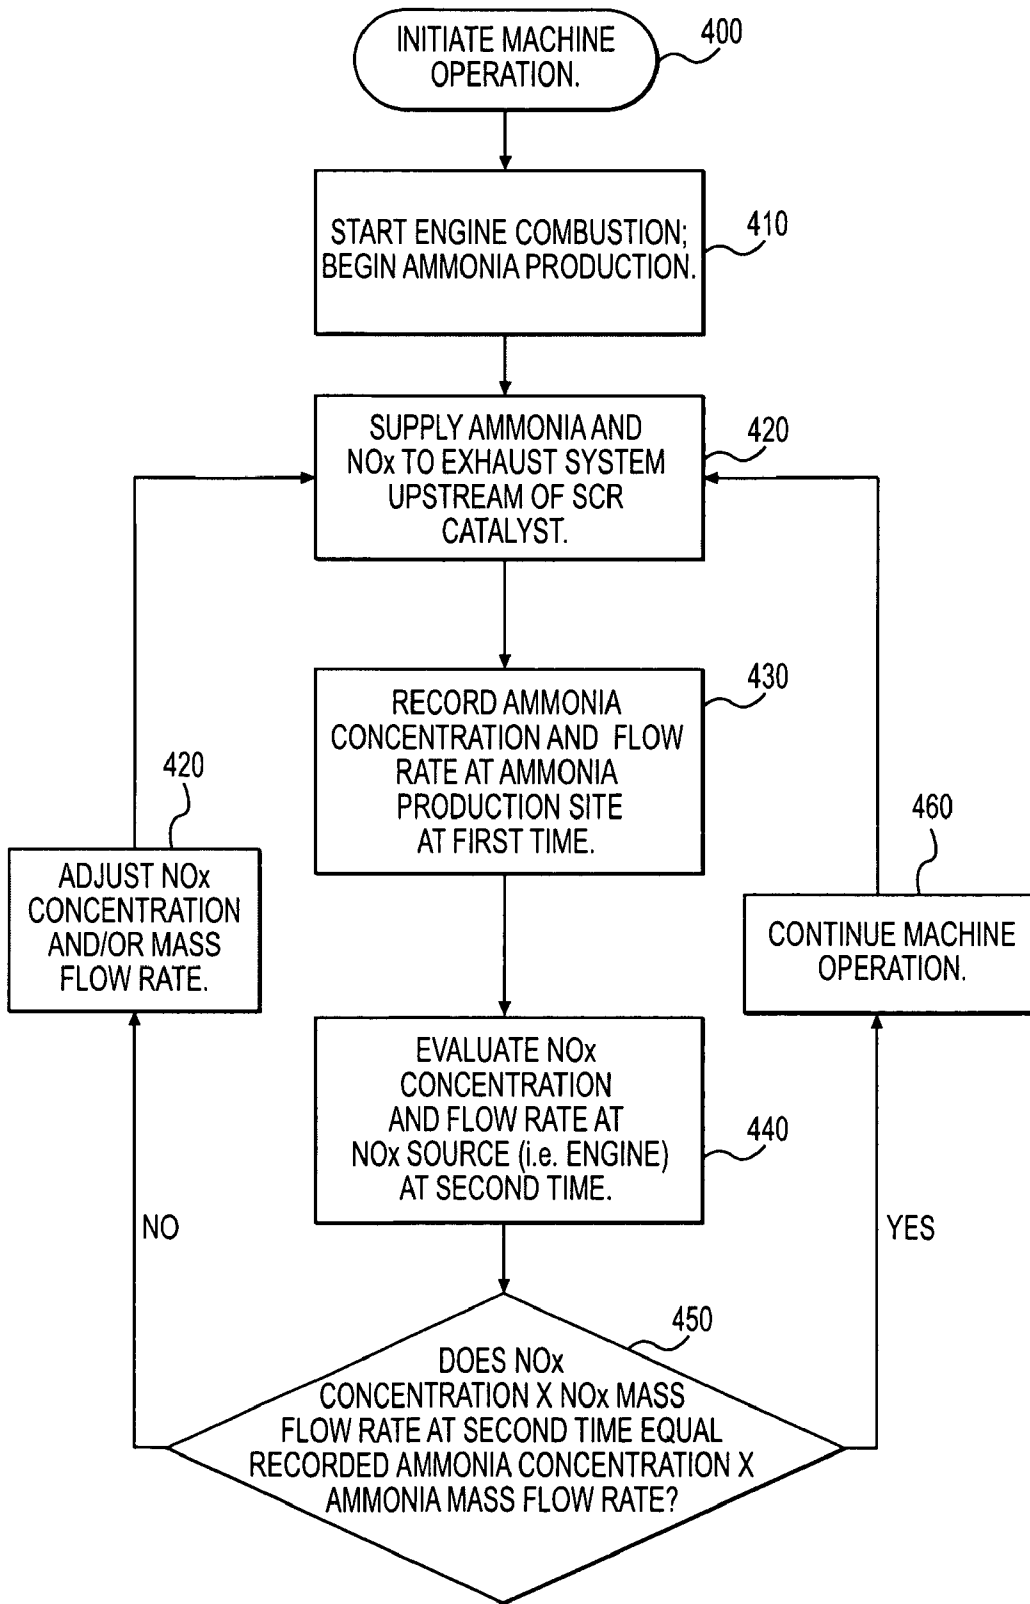 INITIATE MACHINE
OPERATION.
400
START ENGINE COMBUSTION;
BEGIN AMMONIA PRODUCTION.
410
SUPPLY AMMONIA AND
NOx TO EXHAUST SYSTEM
UPSTREAM OF SCR
CATALYST.
420
RECORD AMMONIA
CONCENTRATION AND FLOW
RATE AT AMMONIA
PRODUCTION SITE
AT FIRST TIME.
430
420
ADJUST NOx
CONCENTRATION
AND/OR MASS
FLOW RATE.
460
CONTINUE MACHINE
OPERATION.
EVALUATE NOx
CONCENTRATION
AND FLOW RATE AT
NOx SOURCE (i.e. ENGINE)
AT SECOND TIME.
440
NO
YES
450
DOES NOx
CONCENTRATION X NOx MASS
FLOW RATE AT SECOND TIME EQUAL
RECORDED AMMONIA CONCENTRATION X
AMMONIA MASS FLOW RATE?